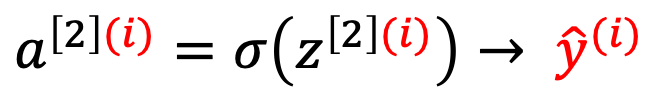 a^{[2](i)} = σ(z^{[2](i)}) → ŷ^{(i)}